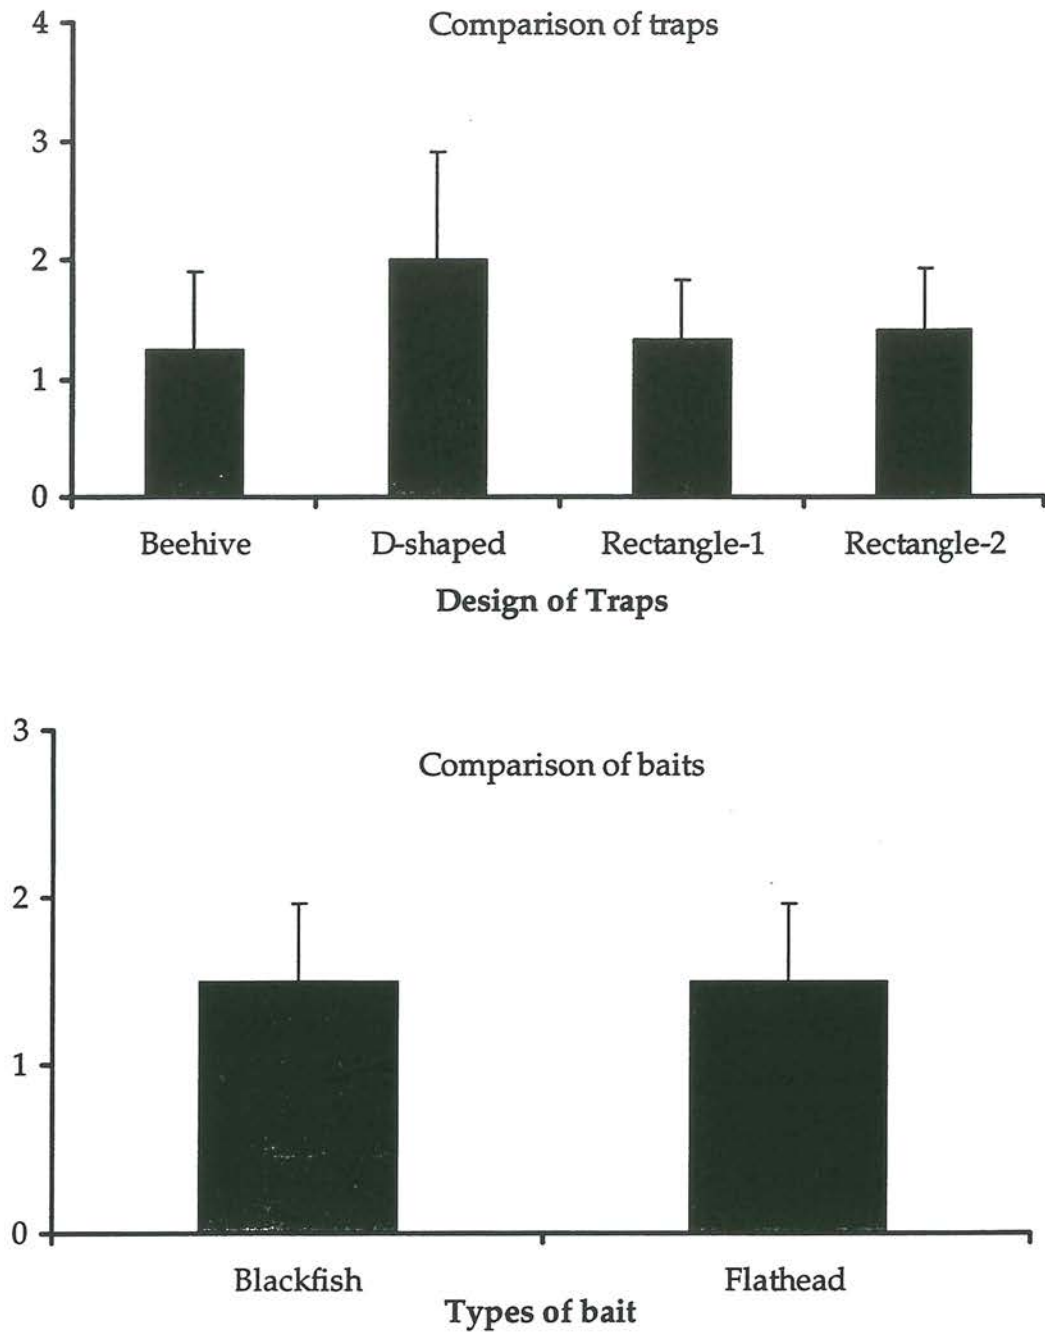 Comparison of traps
4
3
2
1
0
Beehive D-shaped Rectangle-1 Rectangle-2
Design of Traps
Comparison of baits
3
2
1
0
Blackfish Flathead
Types of bait